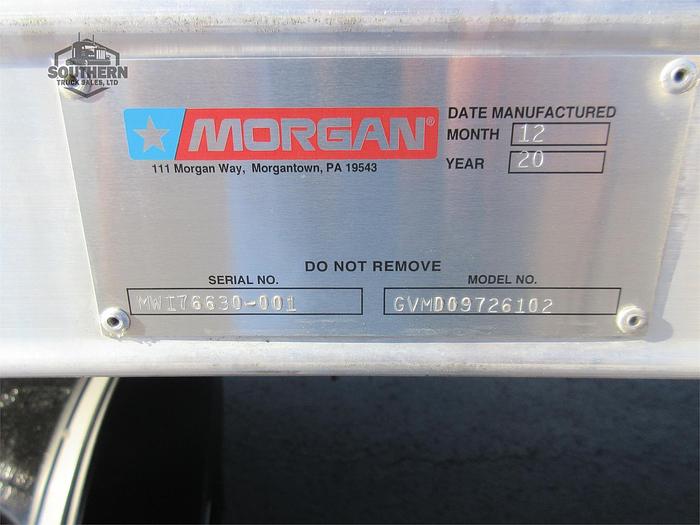 SOUTHERN
TRUCK SALES, LTD
MORGAN®
111 Morgan Way, Morgantown, PA 19543
DATE MANUFACTURED
MONTH 12
YEAR 20
DO NOT REMOVE
SERIAL NO. MODEL NO.
MWI76630-001 GVMD09726102